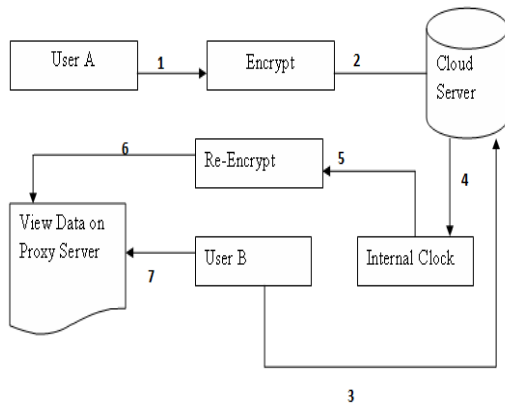 User A
1
Encrypt
2
Cloud
Server
6
Re-Encrypt
5
4
View Data on
Proxy Server
7
User B
Internal Clock
3